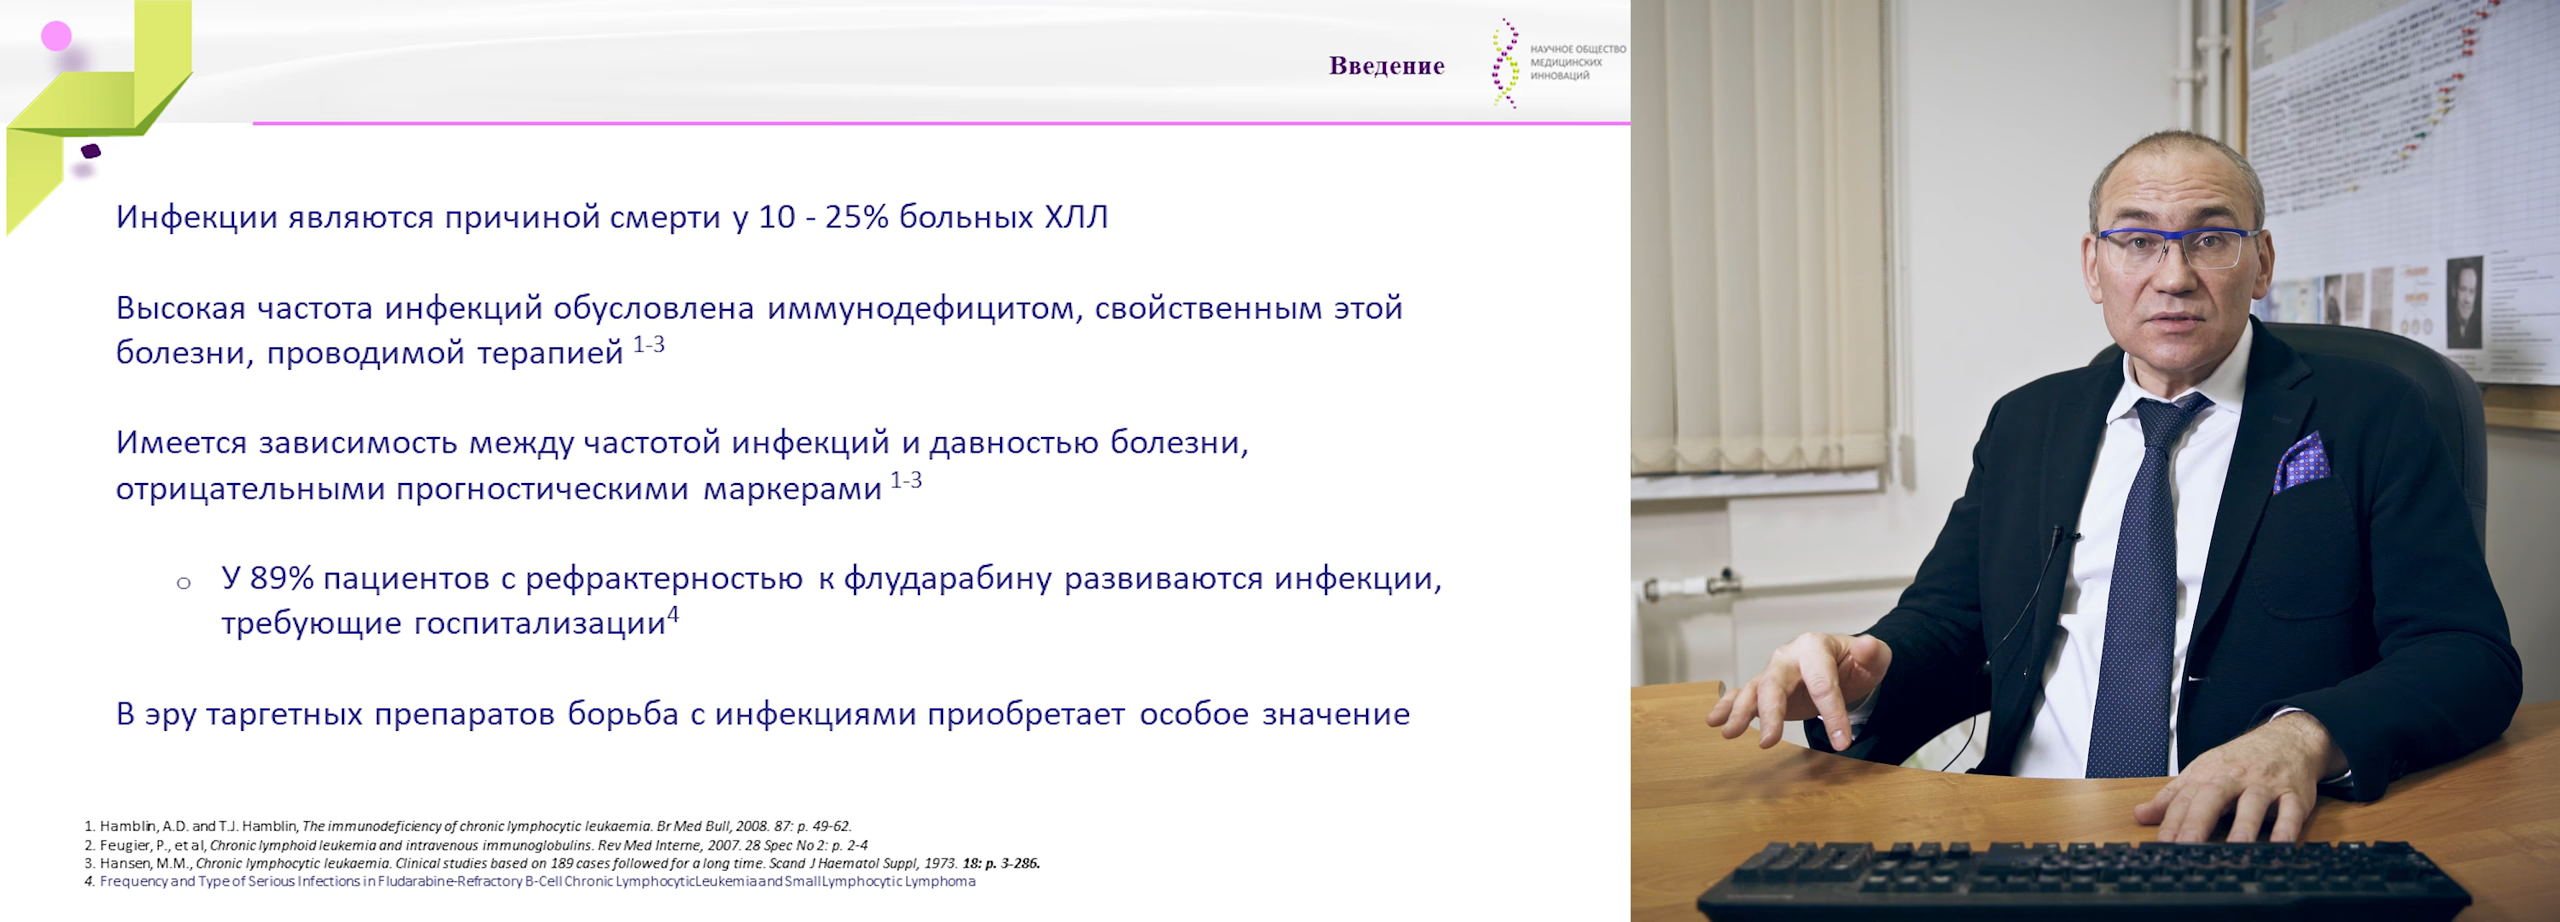 Введение
НАУЧНОЕ ОБЩЕСТВО
МЕДИЦИНСКИХ
ИННОВАЦИЙ
Инфекции являются причиной смерти у 10 - 25% больных ХЛЛ
Высокая частота инфекций обусловлена иммунодефицитом, свойственным этой
болезни, проводимой терапией 1-3
Имеется зависимость между частотой инфекций и давностью болезни,
отрицательными прогностическими маркерами 1-3
o У 89% пациентов с рефрактерностью к флударабину развиваются инфекции,
требующие госпитализации4
В эру таргетных препаратов борьба с инфекциями приобретает особое значение
1. Hamblin, A.D. and T.J. Hamblin, The immunodeficiency of chronic lymphocytic leukaemia. Br Med Bull, 2008. 87: p. 49-62.
2. Feugier, P., et al, Chronic lymphoid leukemia and intravenous immunoglobulins. Rev Med Interne, 2007. 28 Spec No 2: p. 2-4
3. Hansen, M.M., Chronic lymphocytic leukaemia. Clinical studies based on 189 cases followed for a long time. Scand J Haematol Suppl, 1973. 18: p. 3-286.
4. Frequency and Type of Serious Infections in Fludarabine-Refractory B-Cell Chronic Lymphocytic Leukemia and Small Lymphocytic Lymphoma